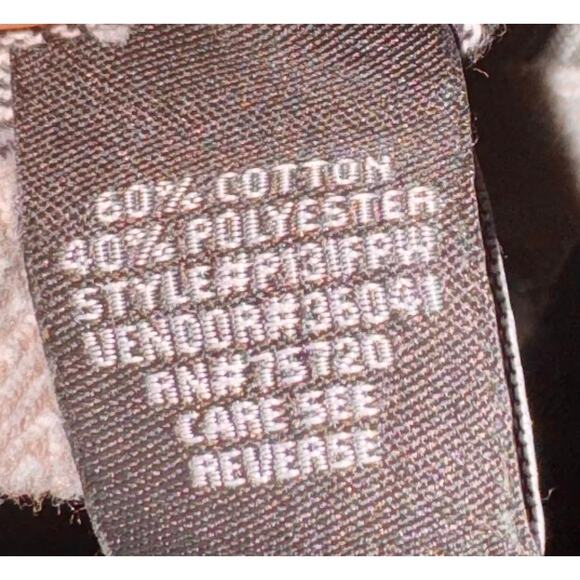 60% COTTON
40% POLYESTER
STYLE#P131FPW
VENDOR#36041
RN#75720
CARE SEE
REVERSE